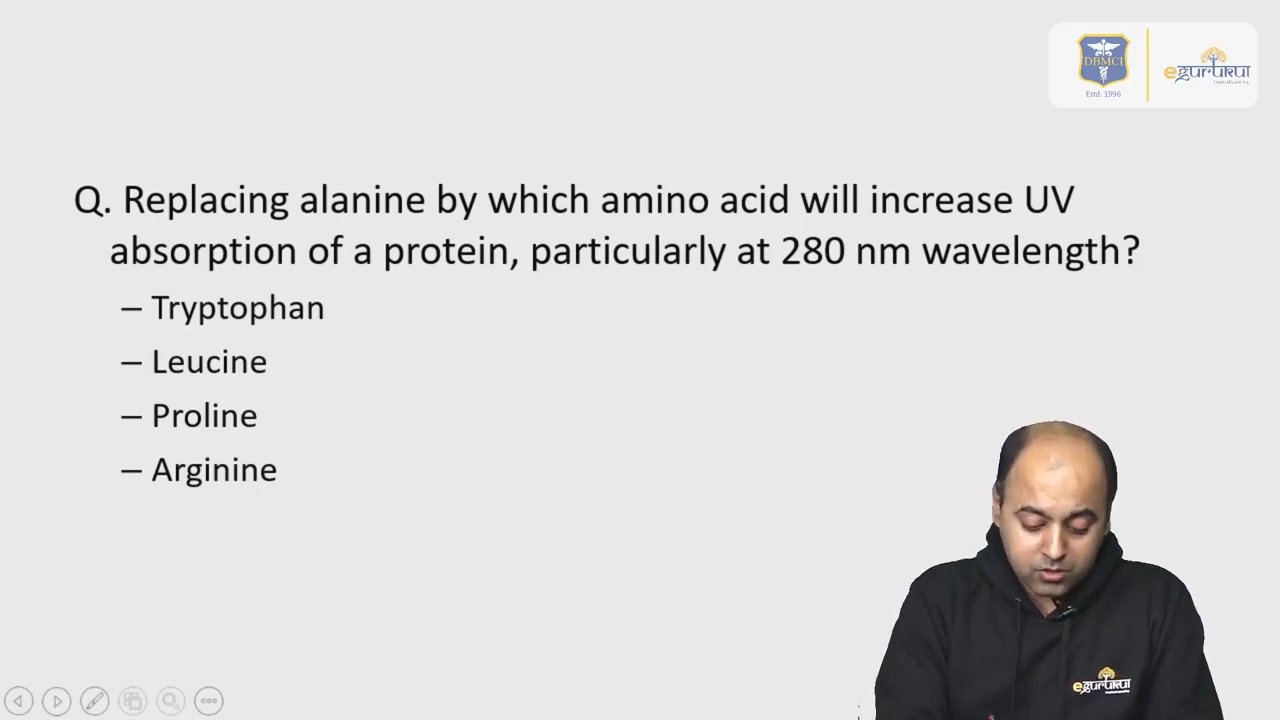 DBMCI
Estd. 1996
egurukul
Q. Replacing alanine by which amino acid will increase UV
absorption of a protein, particularly at 280 nm wavelength?
– Tryptophan
– Leucine
– Proline
– Arginine
egurukul